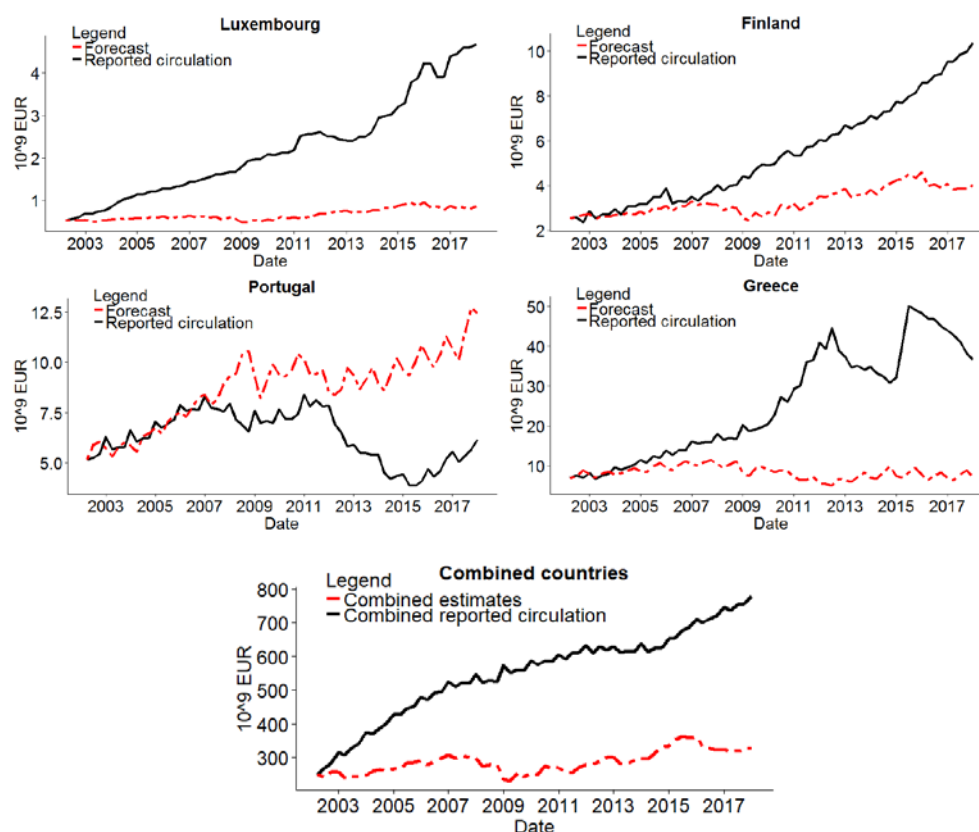 Luxembourg
Legend
Forecast
Reported circulation
10^9 EUR
4
3
2
1
2003 2005 2007 2009 2011 2013 2015 2017
Date
Finland
Legend
Forecast
Reported circulation
10^9 EUR
10
8
6
4
2
2003 2005 2007 2009 2011 2013 2015 2017
Date
Portugal
Legend
Forecast
Reported circulation
10^9 EUR
12.5
10.0
7.5
5.0
2003 2005 2007 2009 2011 2013 2015 2017
Date
Greece
Legend
Forecast
Reported circulation
10^9 EUR
50
40
30
20
10
2003 2005 2007 2009 2011 2013 2015 2017
Date
Combined countries
Legend
Combined estimates
Combined reported circulation
10^9 EUR
800
700
600
500
400
300
2003 2005 2007 2009 2011 2013 2015 2017
Date